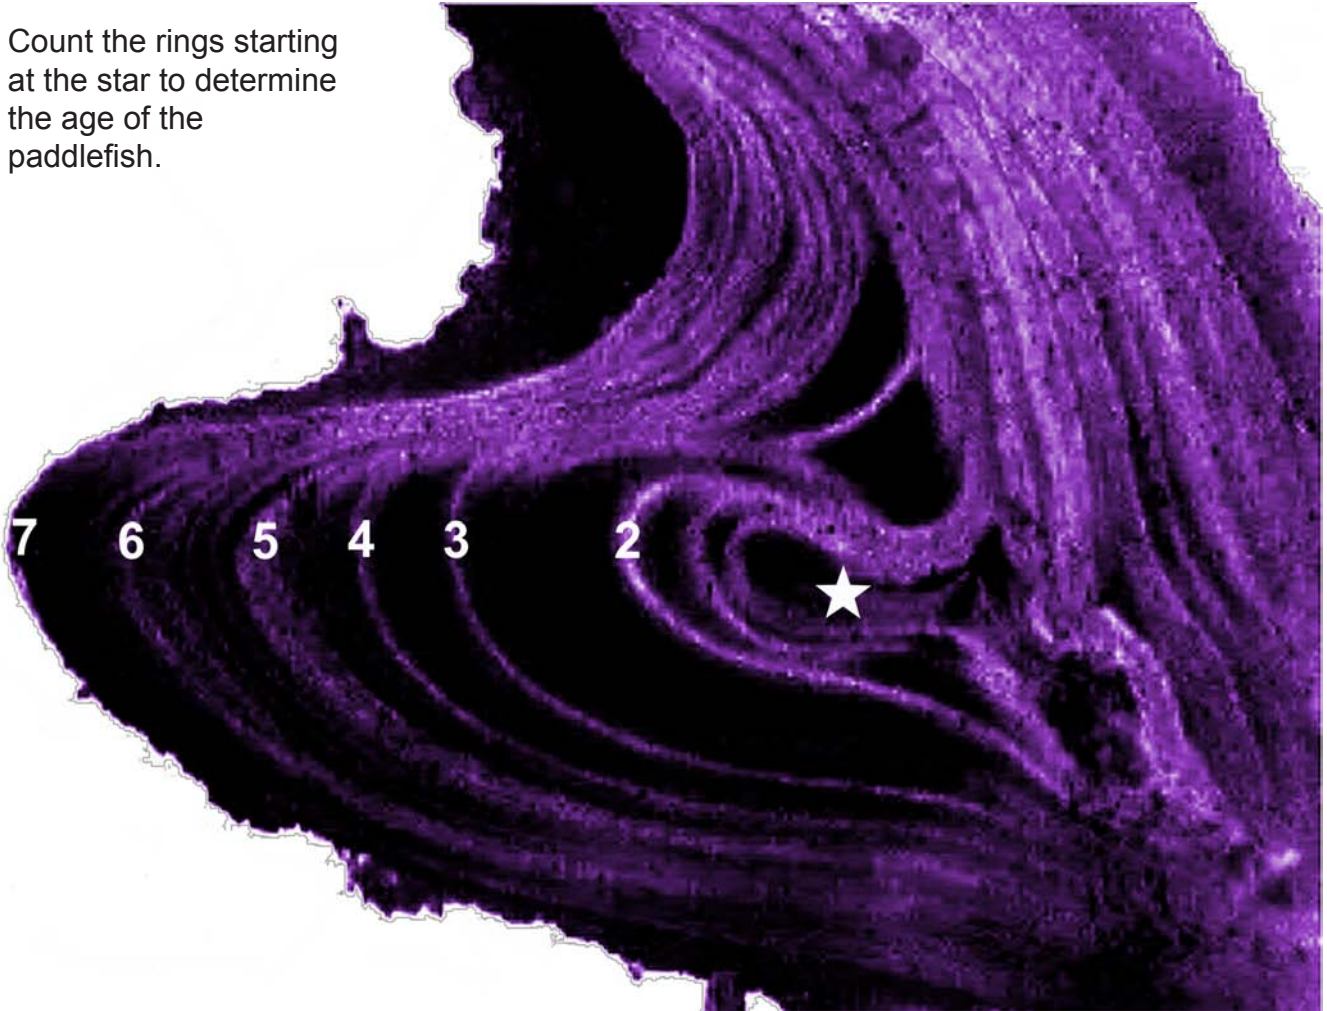 Count the rings starting
at the star to determine
the age of the
paddlefish.
7 6 5 4 3 2